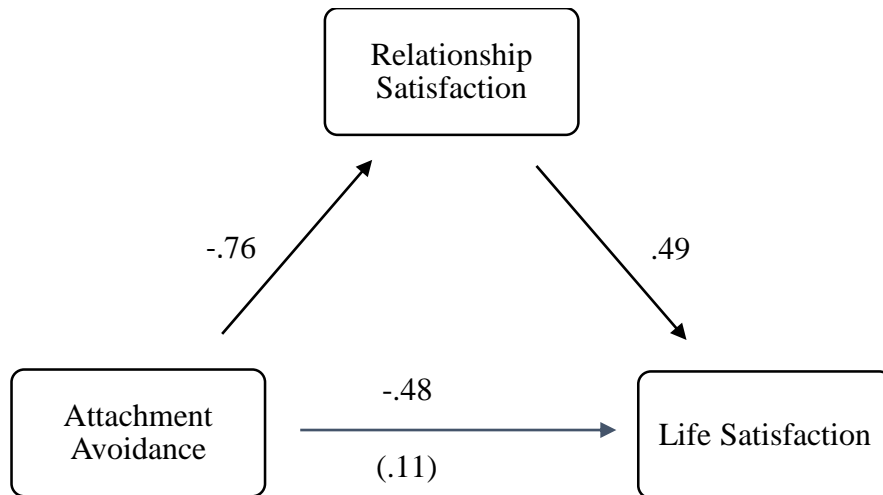 Relationship
Satisfaction
-.76
.49
Attachment
Avoidance
-.48
(.11)
Life Satisfaction